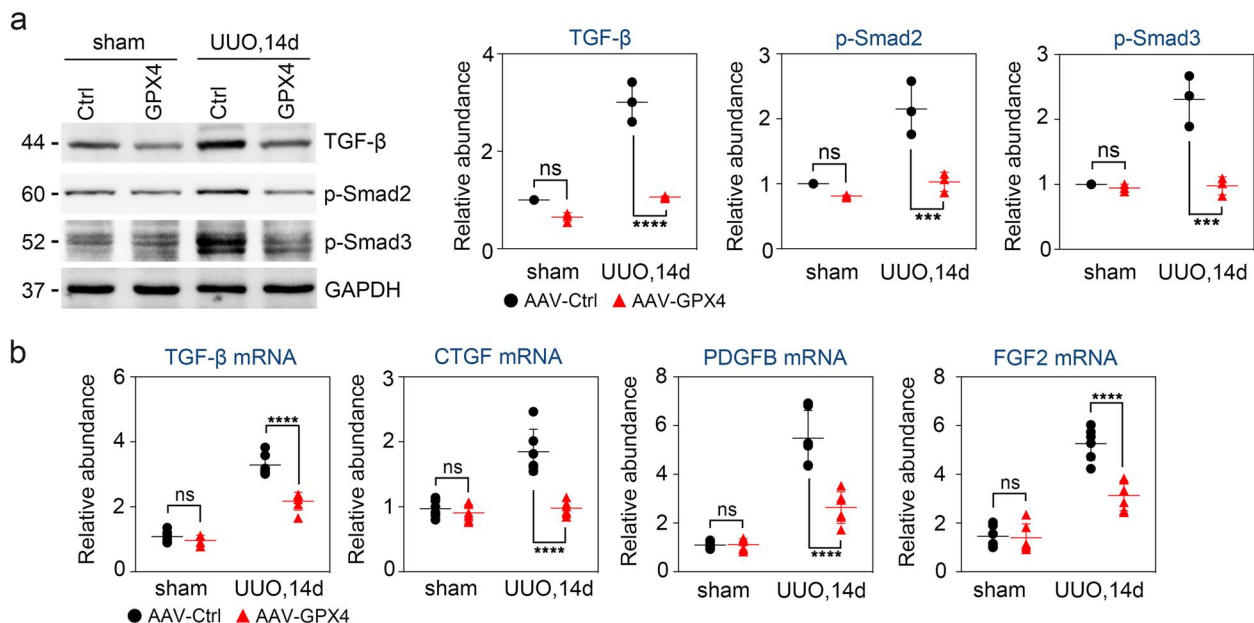 a
sham UUO,14d
Ctrl GPX4 Ctrl GPX4
44 - TGF-β
60 - p-Smad2
52 - p-Smad3
37 - GAPDH
TGF-β
Relative abundance
4
2
0
ns
****
sham UUO,14d
p-Smad2
Relative abundance
3
2
1
0
ns
***
sham UUO,14d
p-Smad3
Relative abundance
3
2
1
0
ns
***
sham UUO,14d
AAV-Ctrl AAV-GPX4
b
TGF-β mRNA
Relative abundance
6
4
2
0
ns
****
sham UUO,14d
CTGF mRNA
Relative abundance
3
2
1
0
ns
****
sham UUO,14d
PDGFB mRNA
Relative abundance
8
6
4
2
0
ns
****
sham UUO,14d
FGF2 mRNA
Relative abundance
8
6
4
2
0
ns
****
sham UUO,14d
AAV-Ctrl AAV-GPX4